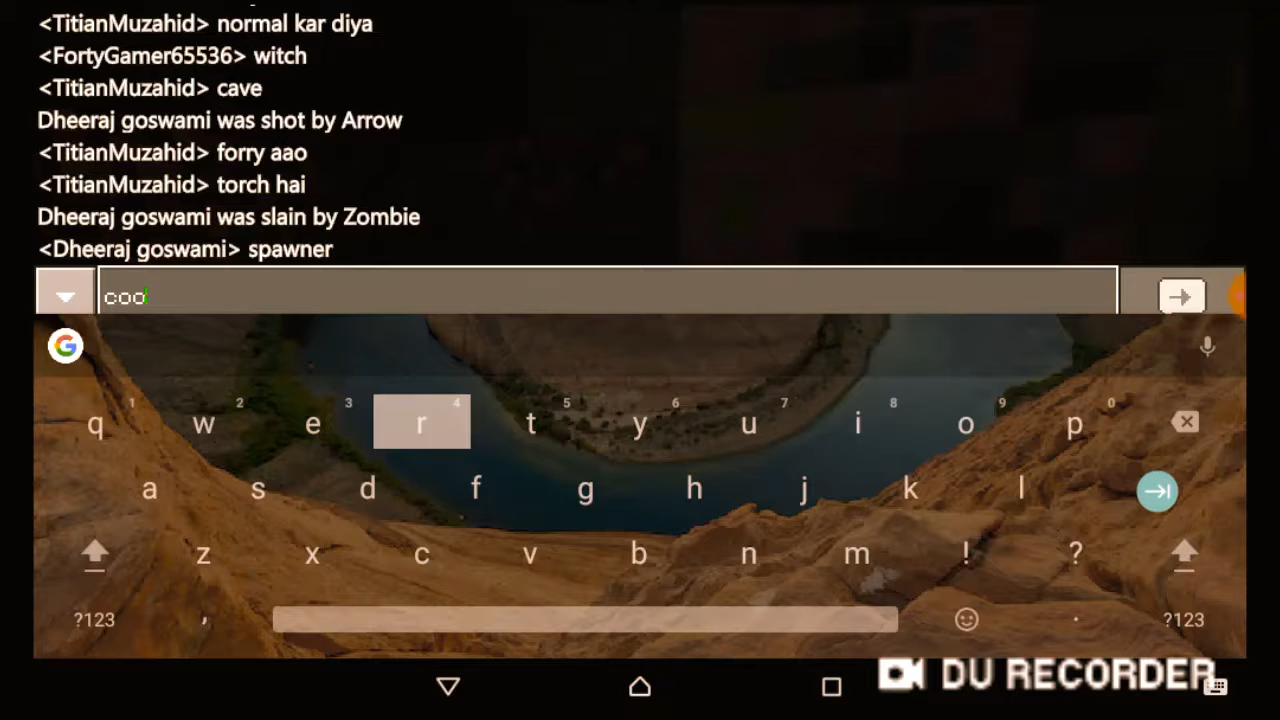 <TitianMuzahid> normal kar diya
<FortyGamer65536> witch
<TitianMuzahid> cave
Dheeraj goswami was shot by Arrow
<TitianMuzahid> forry aao
<TitianMuzahid> torch hai
Dheeraj goswami was slain by Zombie
<Dheeraj goswami> spawner
coo
1 2 3 4 5 6 7 8 9 0
q w e r t y u i o p
a s d f g h j k l
z x c v b n m ! ?
?123 , . ?123
DU RECORDER